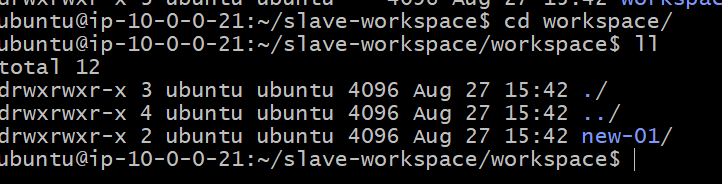 ubuntu@ip-10-0-0-21:~/slave-workspace$ cd workspace/
ubuntu@ip-10-0-0-21:~/slave-workspace/workspace$ ll
total 12
drwxrwxr-x 3 ubuntu ubuntu 4096 Aug 27 15:42 ./
drwxrwxr-x 4 ubuntu ubuntu 4096 Aug 27 15:42 ../
drwxrwxr-x 2 ubuntu ubuntu 4096 Aug 27 15:42 new-01/
ubuntu@ip-10-0-0-21:~/slave-workspace/workspace$